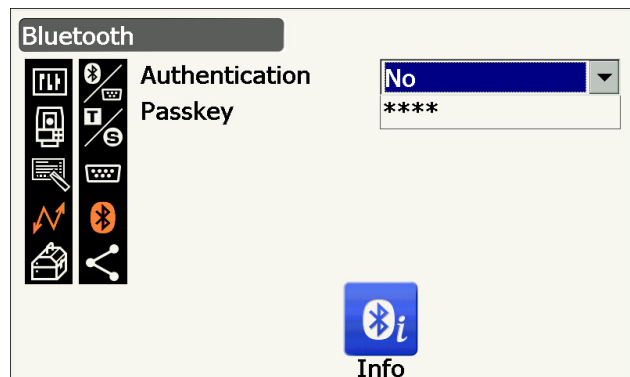 Bluetooth
Authentication No
Passkey ****
T
S
i
Info